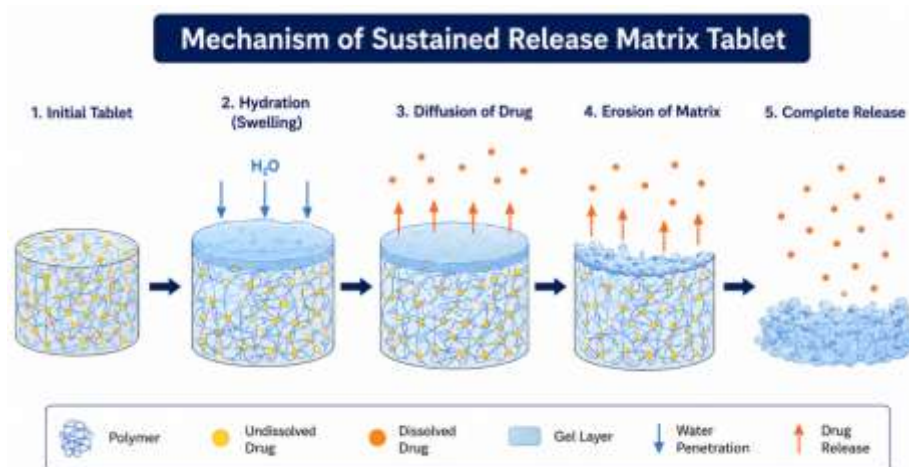 Mechanism of Sustained Release Matrix Tablet
1. Initial Tablet
2. Hydration
(Swelling)
3. Diffusion of Drug
4. Erosion of Matrix
5. Complete Release
H₂O
Polymer
Undissolved
Drug
Dissolved
Drug
Gel Layer
Water
Penetration
Drug
Release